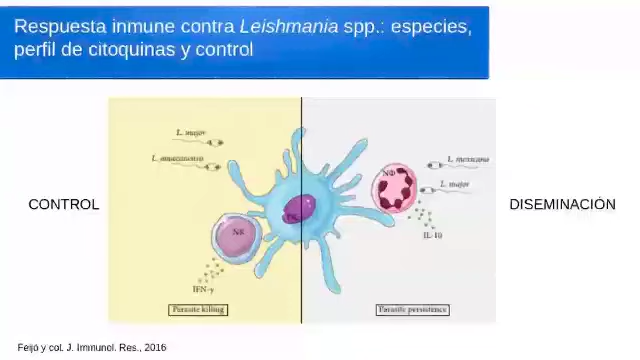 Respuesta inmune contra Leishmania spp.: especies,
perfil de citoquinas y control
L. major
L. amazonensis
NΦ
L. mexicana
L. major
CONTROL
DISEMINACIÓN
DC
NK
IL-10
IFN-γ
Parasite killing
Parasite persistence
Feijó y col. J. Immunol. Res., 2016